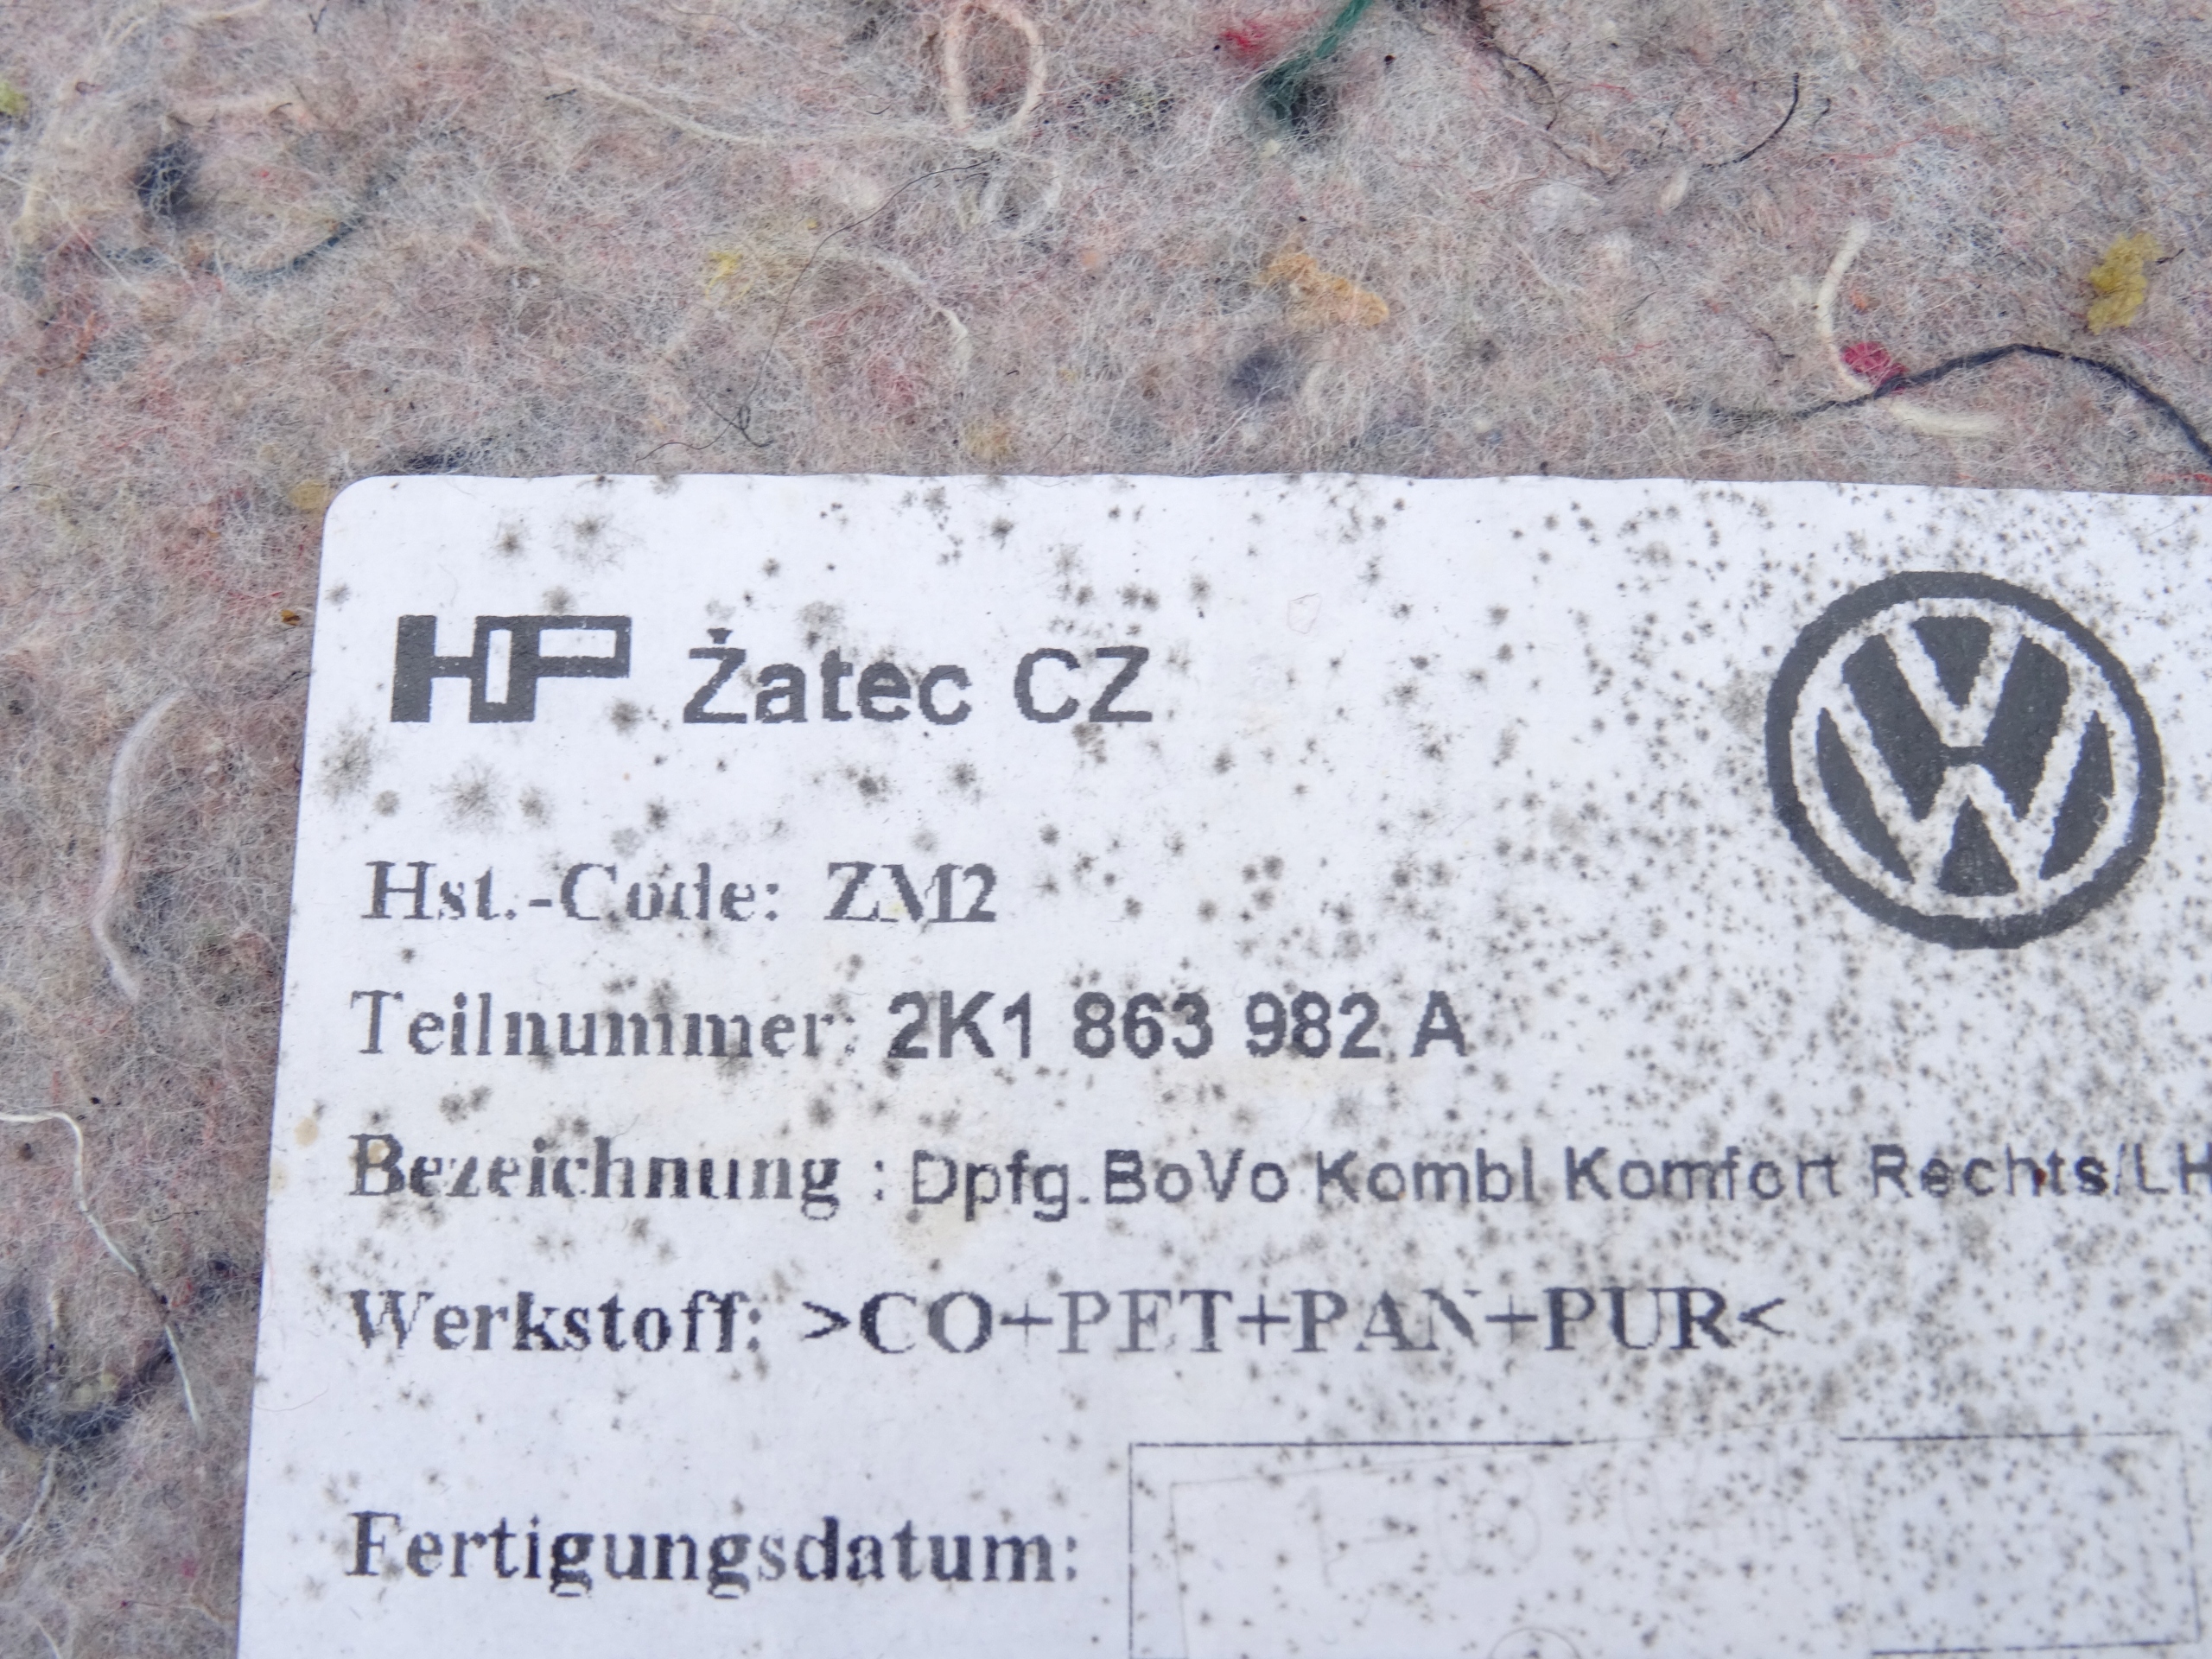 HP Žatec CZ
Hst.-Code: ZM2
Teilnummer: 2K1 863 982 A
Bezeichnung : Dpfg.BoVo KombI Komfort Rechts/LH
Werkstoff: >CO+PET+PAN+PUR<
Fertigungsdatum: